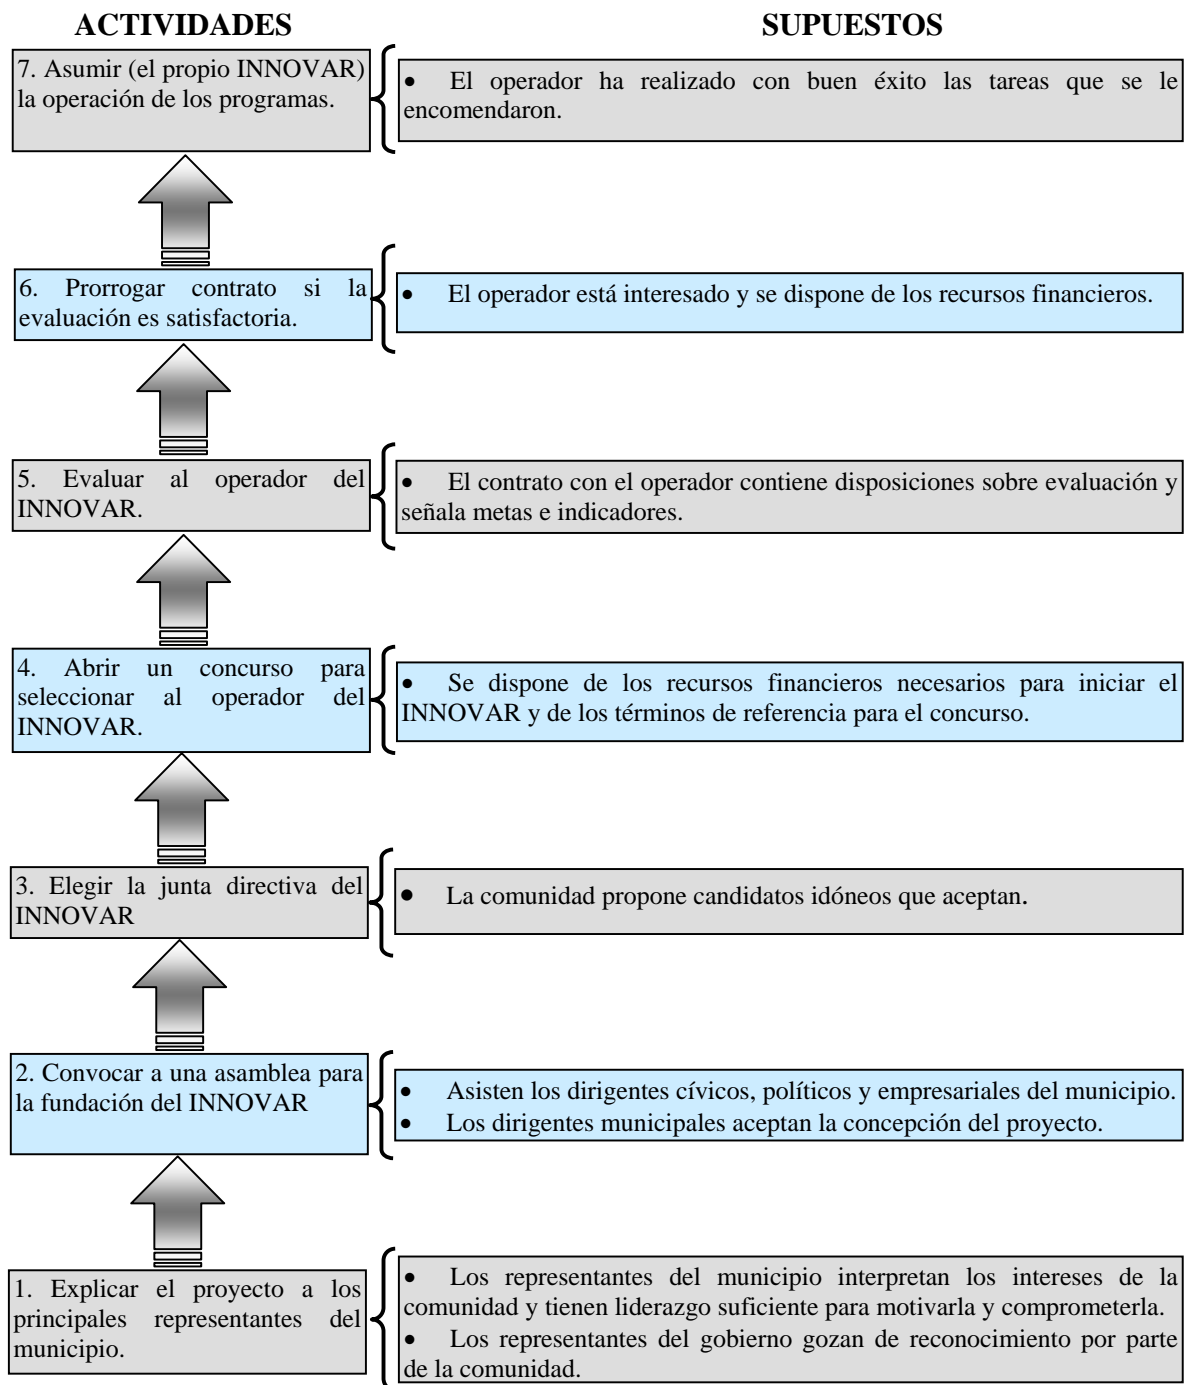 ACTIVIDADES
SUPUESTOS
7. Asumir (el propio INNOVAR)
la operación de los programas.
• El operador ha realizado con buen éxito las tareas que se le
encomendaron.
6. Prorrogar contrato si la
evaluación es satisfactoria.
• El operador está interesado y se dispone de los recursos financieros.
5. Evaluar al operador del
INNOVAR.
• El contrato con el operador contiene disposiciones sobre evaluación y
señala metas e indicadores.
4. Abrir un concurso para
seleccionar al operador del
INNOVAR.
• Se dispone de los recursos financieros necesarios para iniciar el
INNOVAR y de los términos de referencia para el concurso.
3. Elegir la junta directiva del
INNOVAR
• La comunidad propone candidatos idóneos que aceptan.
2. Convocar a una asamblea para
la fundación del INNOVAR
• Asisten los dirigentes cívicos, políticos y empresariales del municipio.
• Los dirigentes municipales aceptan la concepción del proyecto.
1. Explicar el proyecto a los
principales representantes del
municipio.
• Los representantes del municipio interpretan los intereses de la
comunidad y tienen liderazgo suficiente para motivarla y comprometerla.
• Los representantes del gobierno gozan de reconocimiento por parte
de la comunidad.